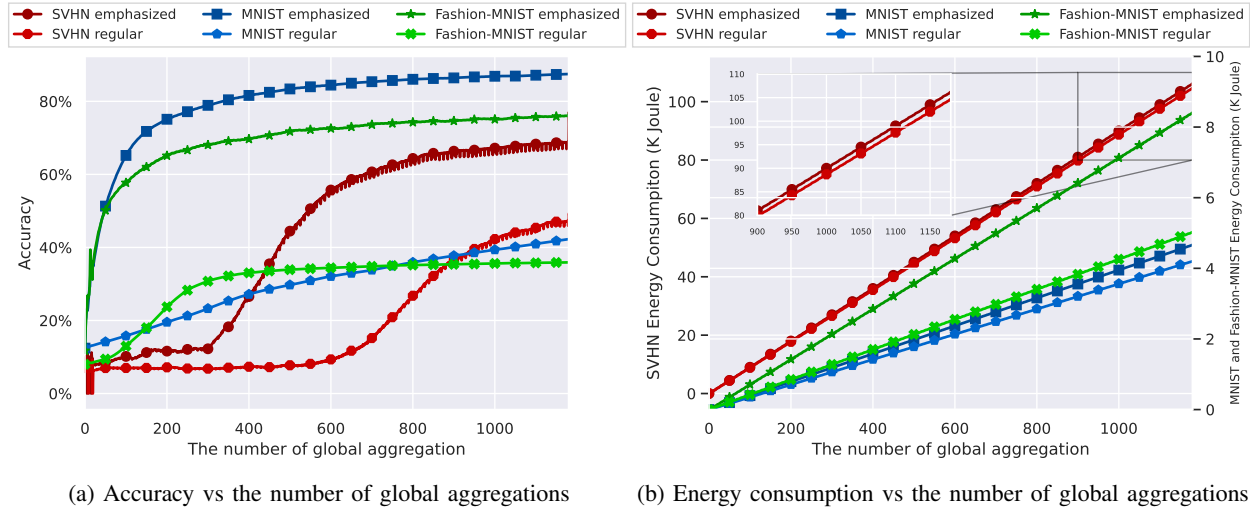 SVHN emphasized MNIST emphasized Fashion-MNIST emphasized
SVHN regular MNIST regular Fashion-MNIST regular
Accuracy
80%
60%
40%
20%
0%
0 200 400 600 800 1000
The number of global aggregation
(a) Accuracy vs the number of global aggregations
SVHN emphasized MNIST emphasized Fashion-MNIST emphasized
SVHN regular MNIST regular Fashion-MNIST regular
SVHN Energy Consumpiton (K Joule)
100
80
60
40
20
0
110
105
100
95
90
85
80
900 950 1000 1050 1100 1150
10
8
6
4
2
0
MNIST and Fashion-MNIST Energy Consumpiton (K Joule)
0 200 400 600 800 1000
The number of global aggregation
(b) Energy consumption vs the number of global aggregations